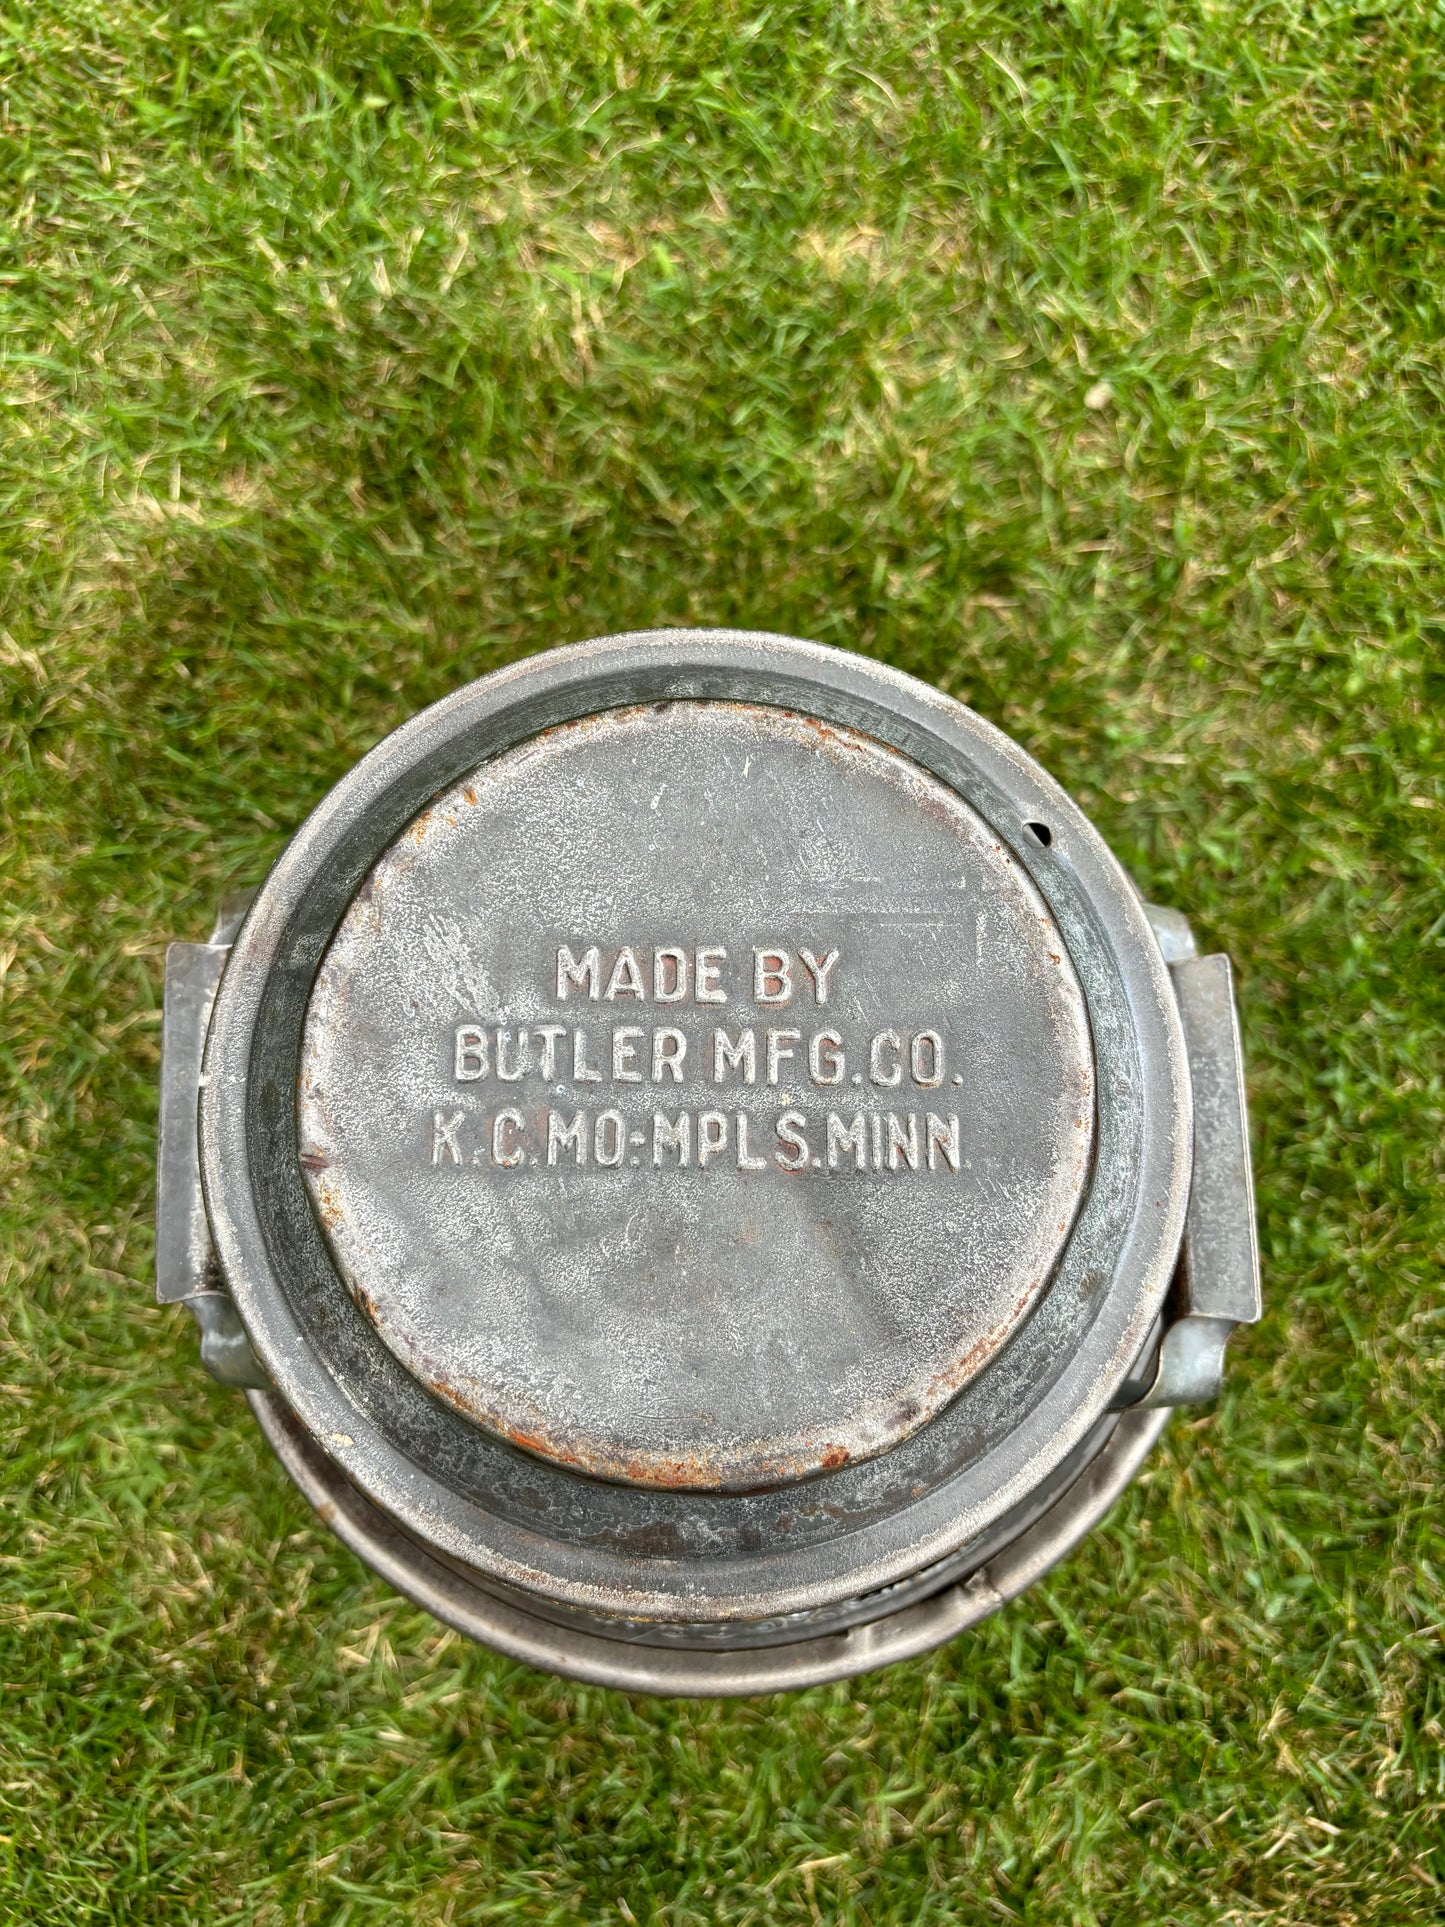 MADE BY
BUTLER MFG.CO.
K.C.MO:-MPLS.MINN.